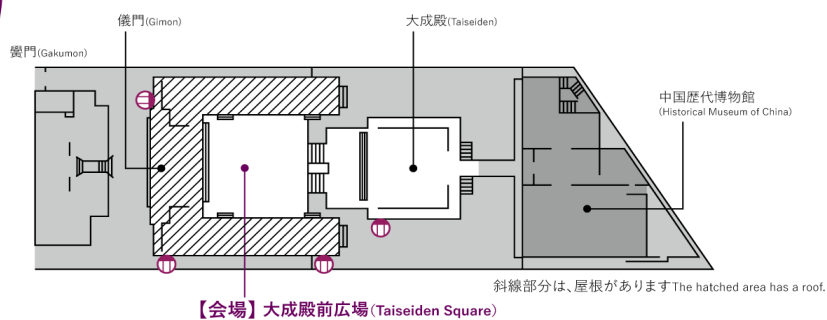 儀門(Gimon)
大成殿(Taiseiden)
黌門(Gakumon)
中国歴代博物館
(Historical Museum of China)
斜線部分は、屋根がありますThe hatched area has a roof.
【会場】大成殿前広場(Taiseiden Square)